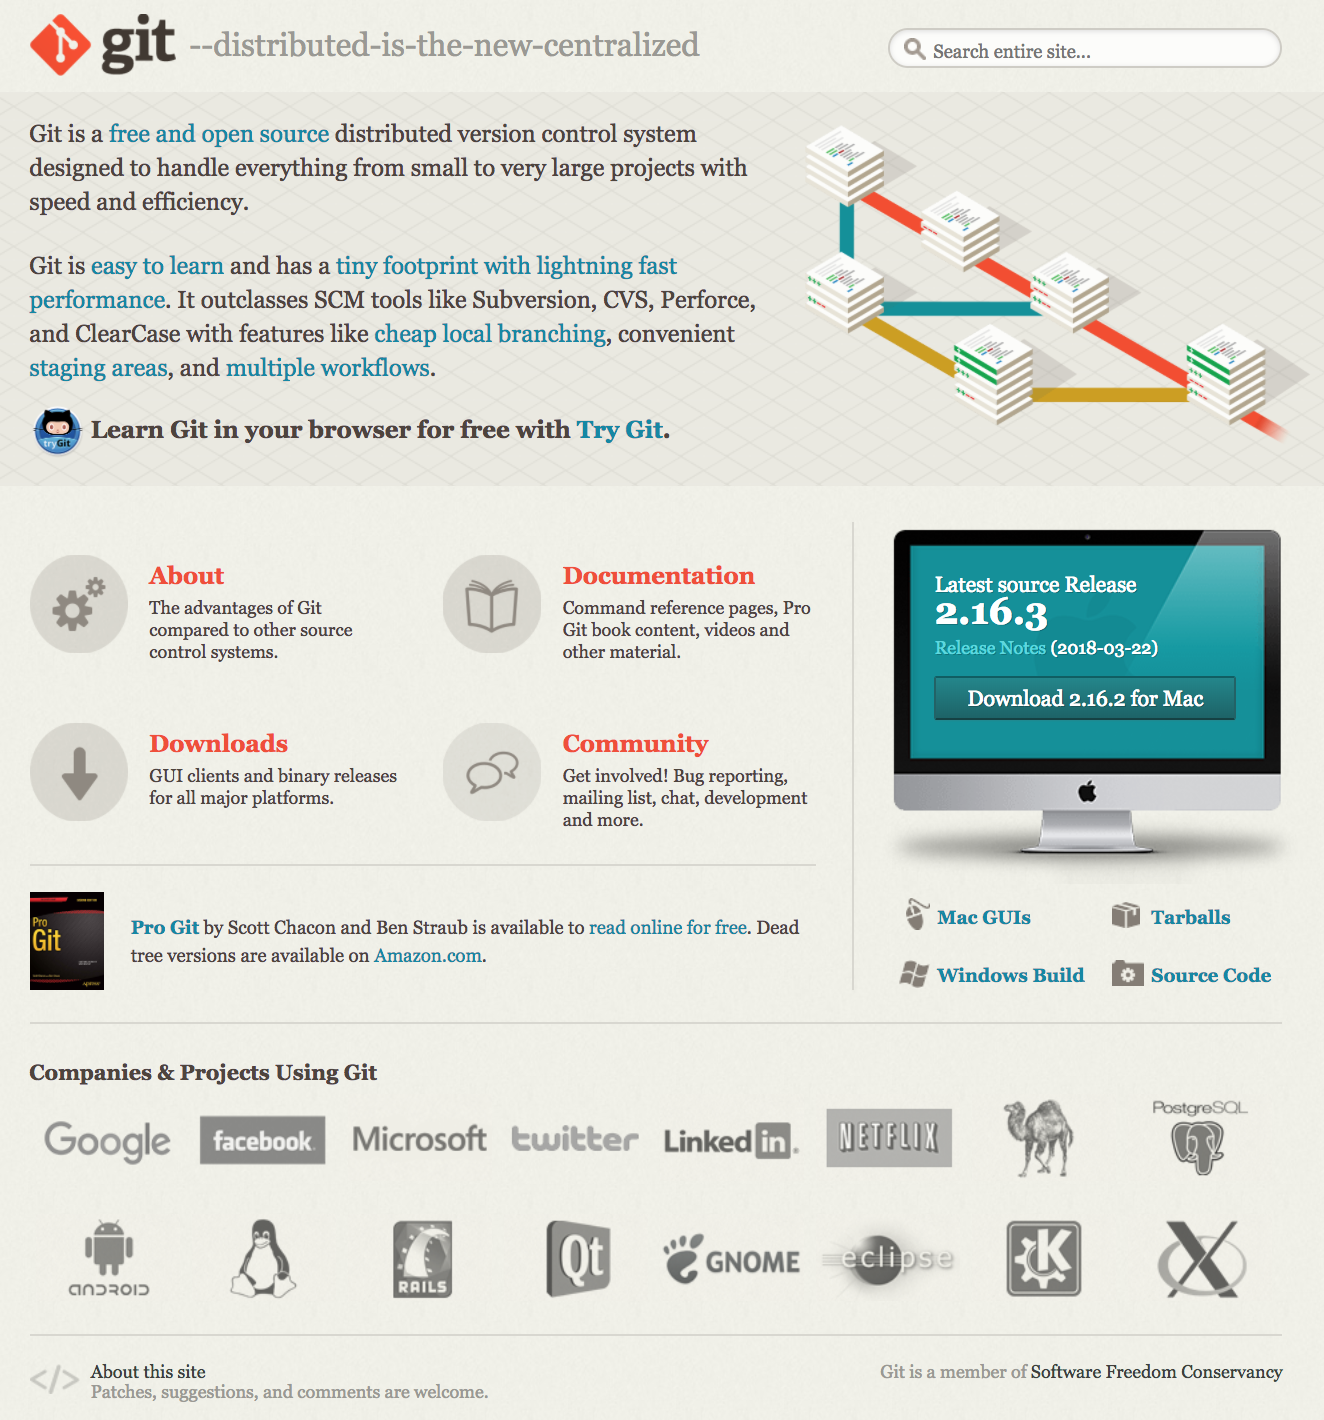 git --distributed-is-the-new-centralized
Search entire site...
Git is a free and open source distributed version control system
designed to handle everything from small to very large projects with
speed and efficiency.
Git is easy to learn and has a tiny footprint with lightning fast
performance. It outclasses SCM tools like Subversion, CVS, Perforce,
and ClearCase with features like cheap local branching, convenient
staging areas, and multiple workflows.
tryGit
Learn Git in your browser for free with Try Git.
About
The advantages of Git
compared to other source
control systems.
Documentation
Command reference pages, Pro
Git book content, videos and
other material.
Downloads
GUI clients and binary releases
for all major platforms.
Community
Get involved! Bug reporting,
mailing list, chat, development
and more.
Latest source Release
2.16.3
Release Notes (2018-03-22)
Download 2.16.2 for Mac
Pro
Git
Pro Git by Scott Chacon and Ben Straub is available to read online for free. Dead
tree versions are available on Amazon.com.
Mac GUIs
Tarballs
Windows Build
Source Code
Companies & Projects Using Git
Google
facebook
Microsoft
twitter
Linked in
NETFLIX
PostgreSQL
ANDROID
RAILS
Qt
GNOME
eclipse
K
X
</> About this site
Patches, suggestions, and comments are welcome.
Git is a member of Software Freedom Conservancy